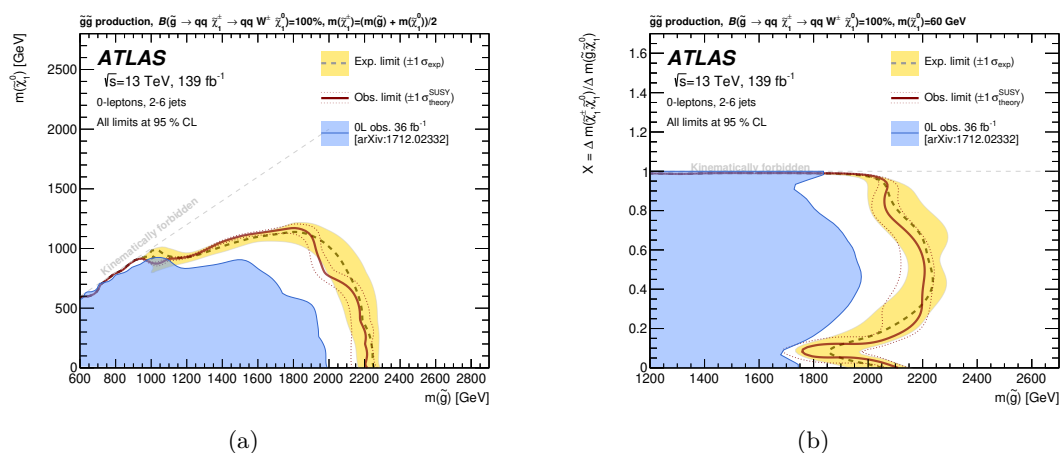 g̃g̃ production, B(g̃ → qq χ̃₁± → qq W± χ̃₁⁰)=100%, m(χ̃₁±)=(m(g̃) + m(χ̃₁⁰))/2
m(χ̃₁⁰) [GeV]
ATLAS
√s=13 TeV, 139 fb⁻¹
0-leptons, 2-6 jets
All limits at 95 % CL
Exp. limit (±1 σexp)
Obs. limit (±1 σ SUSY theory)
0L obs. 36 fb⁻¹
[arXiv:1712.02332]
Kinematically forbidden
2500
2000
1500
1000
500
0
600 800 1000 1200 1400 1600 1800 2000 2200 2400 2600 2800
m(g̃) [GeV]
(a)
g̃g̃ production, B(g̃ → qq χ̃₁± → qq W± χ̃₁⁰)=100%, m(χ̃₁⁰)=60 GeV
X = Δ m(χ̃₁±,χ̃₁⁰)/Δ m(g̃,χ̃₁⁰)
ATLAS
√s=13 TeV, 139 fb⁻¹
0-leptons, 2-6 jets
All limits at 95 % CL
Exp. limit (±1 σexp)
Obs. limit (±1 σ SUSY theory)
0L obs. 36 fb⁻¹
[arXiv:1712.02332]
Kinematically forbidden
1.6
1.4
1.2
1
0.8
0.6
0.4
0.2
0
1200 1400 1600 1800 2000 2200 2400 2600
m(g̃) [GeV]
(b)